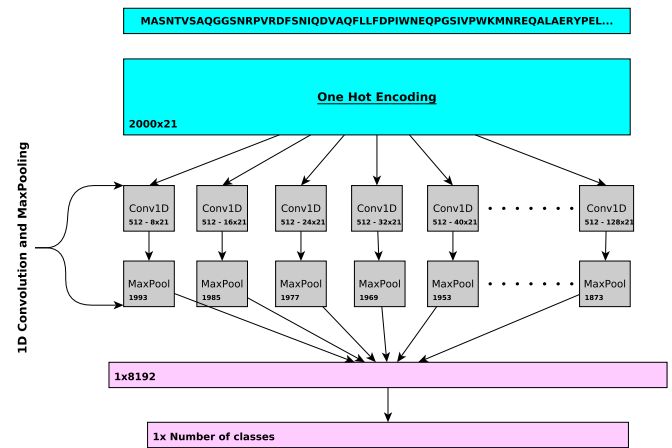 MASNTVSAQGGSNRPVRDFSNIQDVAQFLLFDPIWNEQPGSIVPWKMNREQALAERYPEL...
One Hot Encoding
2000x21
1D Convolution and MaxPooling
Conv1D Conv1D Conv1D Conv1D Conv1D Conv1D
512 - 8x21 512 - 16x21 512 - 24x21 512 - 32x21 512 - 40x21 512 - 128x21
MaxPool MaxPool MaxPool MaxPool MaxPool MaxPool
1993 1985 1977 1969 1953 1873
1x8192
1x Number of classes